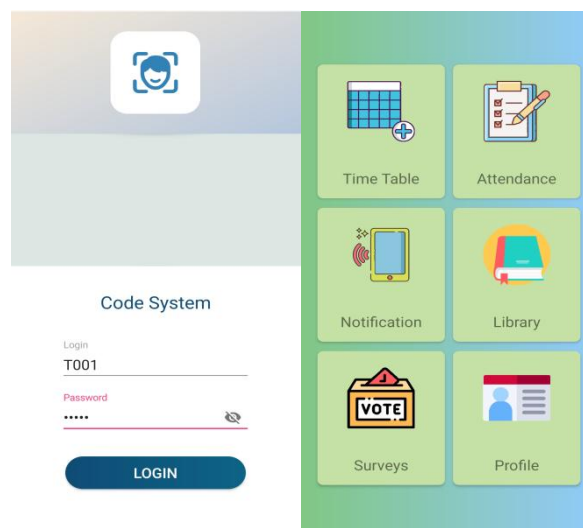 Code System
Login
T001
Password
•••••
LOGIN
Time Table
Attendance
Notification
Library
VOTE
Surveys
Profile